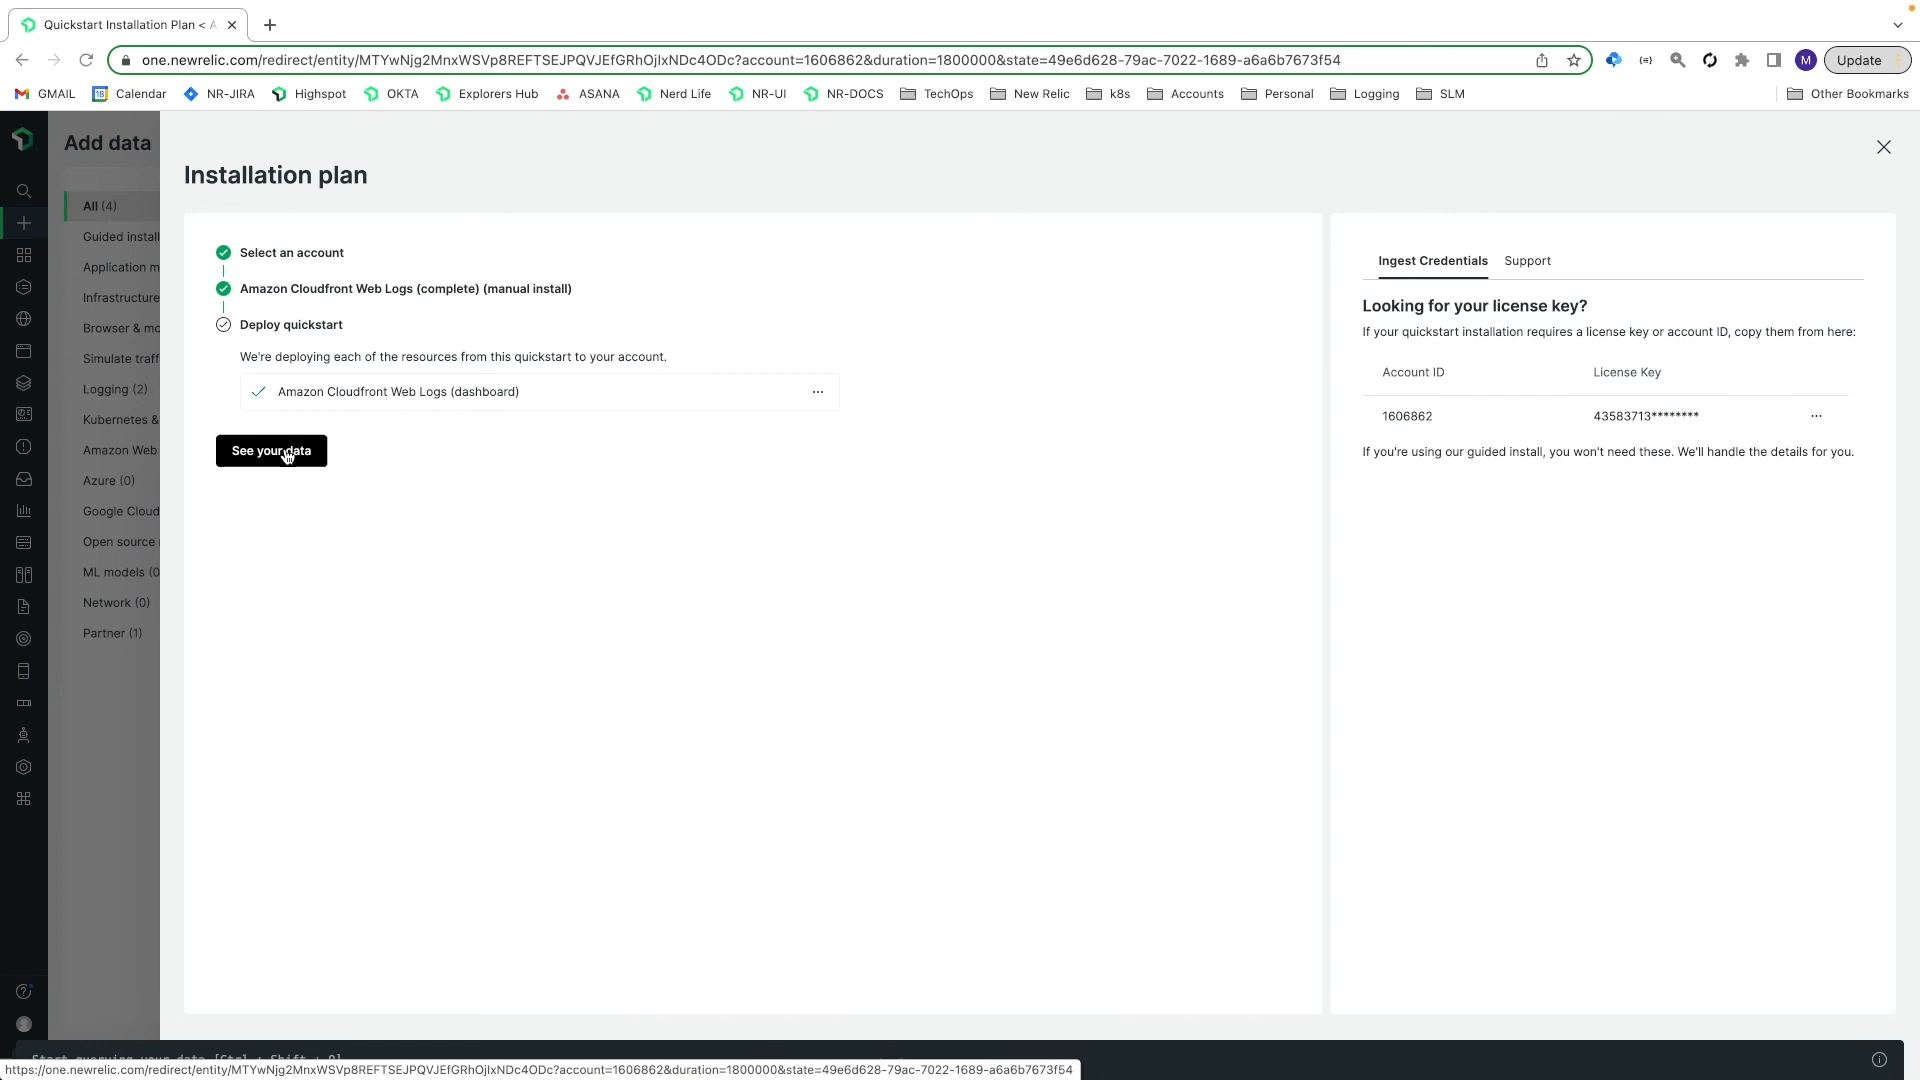 Quickstart Installation Plan < A
one.newrelic.com/redirect/entity/MTYwNjg2MnxWSVp8REFTSEJPQVJEfGRhOjIxNDc4ODc?account=1606862&duration=1800000&state=49e6d628-79ac-7022-1689-a6a6b7673f54
M
Update
GMAIL
18
Calendar
NR-JIRA
Highspot
OKTA
Explorers Hub
ASANA
Nerd Life
NR-UI
NR-DOCS
TechOps
New Relic
k8s
Accounts
Personal
Logging
SLM
Other Bookmarks
Add data
All (4)
Guided install
Application m
Infrastructure
Browser & mo
Simulate traff
Logging (2)
Kubernetes &
Amazon Web
Azure (0)
Google Cloud
Open source
ML models (0
Network (0)
Partner (1)
Installation plan
Select an account
Amazon Cloudfront Web Logs (complete) (manual install)
Deploy quickstart
We're deploying each of the resources from this quickstart to your account.
Amazon Cloudfront Web Logs (dashboard)
...
See your data
Ingest Credentials
Support
Looking for your license key?
If your quickstart installation requires a license key or account ID, copy them from here:
Account ID
License Key
1606862
43583713********
...
If you're using our guided install, you won't need these. We'll handle the details for you.
Start querying your data [Ctrl + Shift + O]
https://one.newrelic.com/redirect/entity/MTYwNjg2MnxWSVp8REFTSEJPQVJEfGRhOjIxNDc4ODc?account=1606862&duration=1800000&state=49e6d628-79ac-7022-1689-a6a6b7673f54